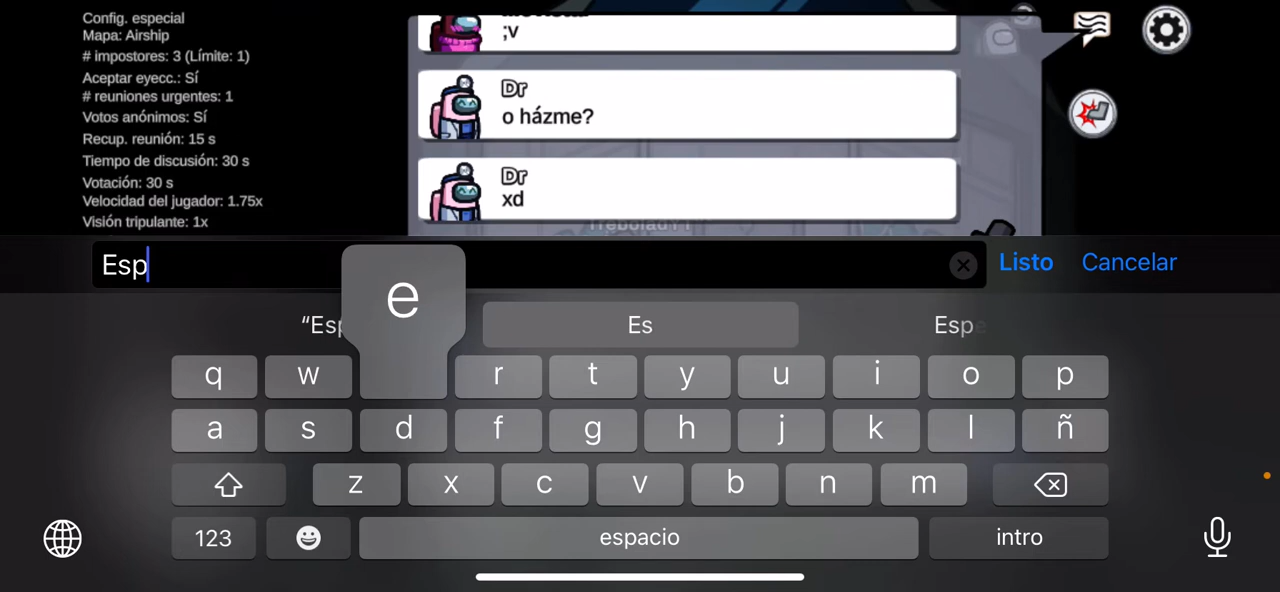 Config. especial
Mapa: Airship
# impostores: 3 (Límite: 1)
Aceptar eyecc.: Sí
# reuniones urgentes: 1
Votos anónimos: Sí
Recup. reunión: 15 s
Tiempo de discusión: 30 s
Votación: 30 s
Velocidad del jugador: 1.75x
Visión tripulante: 1x
;v
Dr
o házme?
Dr
xd
Esp
Listo
Cancelar
e
“Esp
Es
Espe
q w r t y u i o p
a s d f g h j k l ñ
z x c v b n m
123
espacio
intro